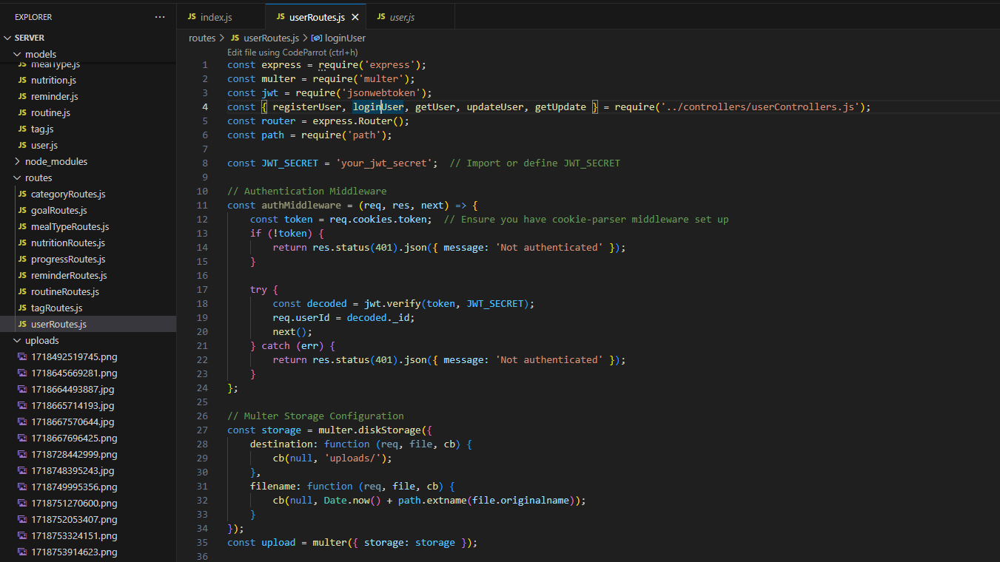 EXPLORER
SERVER
models
mealType.js
nutrition.js
reminder.js
routine.js
tag.js
user.js
node_modules
routes
categoryRoutes.js
goalRoutes.js
mealTypeRoutes.js
nutritionRoutes.js
progressRoutes.js
reminderRoutes.js
routineRoutes.js
tagRoutes.js
userRoutes.js
uploads
1718492519745.png
1718645669281.png
1718664493887.jpg
1718665714193.jpg
1718667570644.jpg
1718667696425.png
1718728442999.png
1718748395243.jpg
1718749995356.png
1718751270600.png
1718752053407.png
1718753324151.png
1718753914623.png
JS index.js JS userRoutes.js JS user.js
routes > JS userRoutes.js > loginUser
Edit file using CodeParrot (ctrl+h)
1 const express = require('express');
2 const multer = require('multer');
3 const jwt = require('jsonwebtoken');
4 const { registerUser, loginUser, getUser, updateUser, getUpdate } = require('../controllers/userControllers.js');
5 const router = express.Router();
6 const path = require('path');
7
8 const JWT_SECRET = 'your_jwt_secret';  // Import or define JWT_SECRET
9
10 // Authentication Middleware
11 const authMiddleware = (req, res, next) => {
12     const token = req.cookies.token;  // Ensure you have cookie-parser middleware set up
13     if (!token) {
14         return res.status(401).json({ message: 'Not authenticated' });
15     }
16
17     try {
18         const decoded = jwt.verify(token, JWT_SECRET);
19         req.userId = decoded._id;
20         next();
21     } catch (err) {
22         return res.status(401).json({ message: 'Not authenticated' });
23     }
24 };
25
26 // Multer Storage Configuration
27 const storage = multer.diskStorage({
28     destination: function (req, file, cb) {
29         cb(null, 'uploads/');
30     },
31     filename: function (req, file, cb) {
32         cb(null, Date.now() + path.extname(file.originalname));
33     }
34 });
35 const upload = multer({ storage: storage });
36